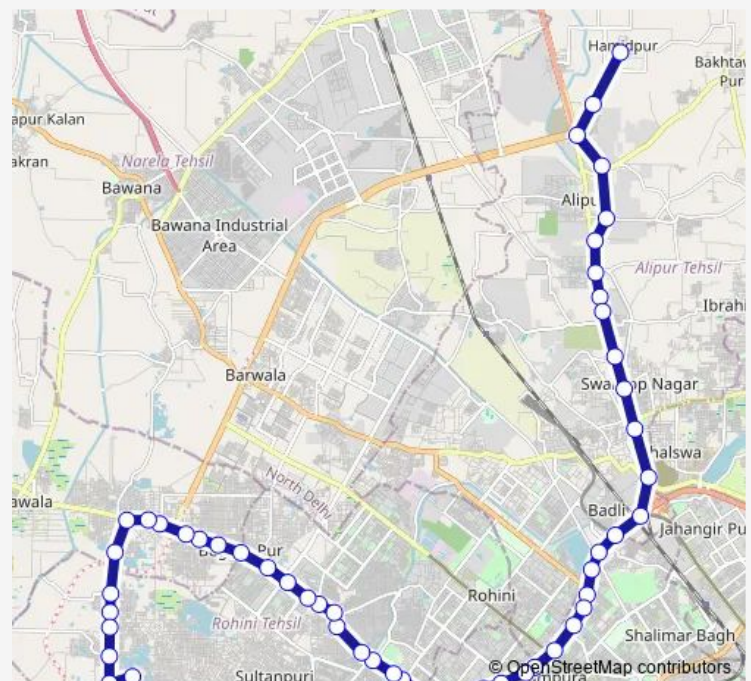 Hamidpur
Bakhtaw
Pur
apur Kalan
akran
Narela Tehsil
Bawana
Alipu
Bawana Industrial
Area
Alipur Tehsil
Ibrahi
Swa op Nagar
Barwala
halswa
North Delhi
awala
Badli
Jahangir Pu
Pur
Rohini
Rohini Tehsil
Shalimar Bagh
Sultanpuri
© OpenStreetMap contributors